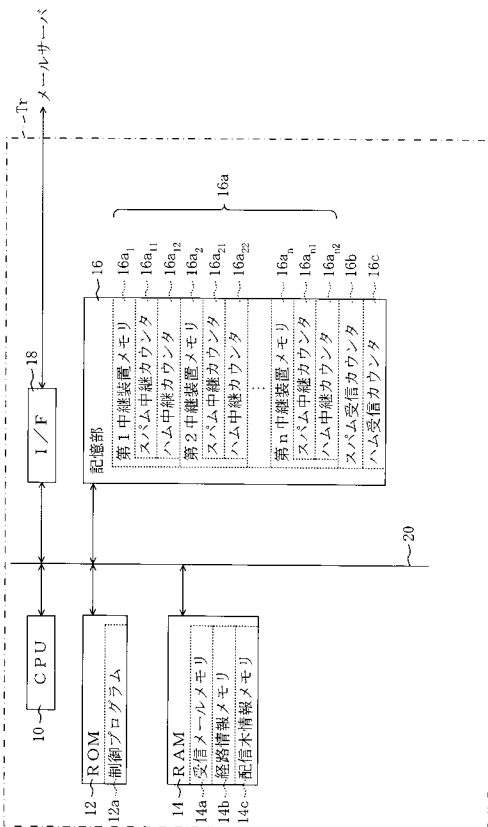 Tr
メールサーバ
10
CPU
18
I/F
12
ROM
12a
制御プログラム
14
RAM
14a
受信メールメモリ
14b
経路情報メモリ
14c
配信木情報メモリ
20
16
記憶部
16a
第1中継装置メモリ
16a1
スパム中継カウンタ
16a11
ハム中継カウンタ
16a12
第2中継装置メモリ
16a2
スパム中継カウンタ
16a21
ハム中継カウンタ
16a22
⋮
第n中継装置メモリ
16an
スパム中継カウンタ
16an1
ハム中継カウンタ
16an2
スパム受信カウンタ
16b
ハム受信カウンタ
16c